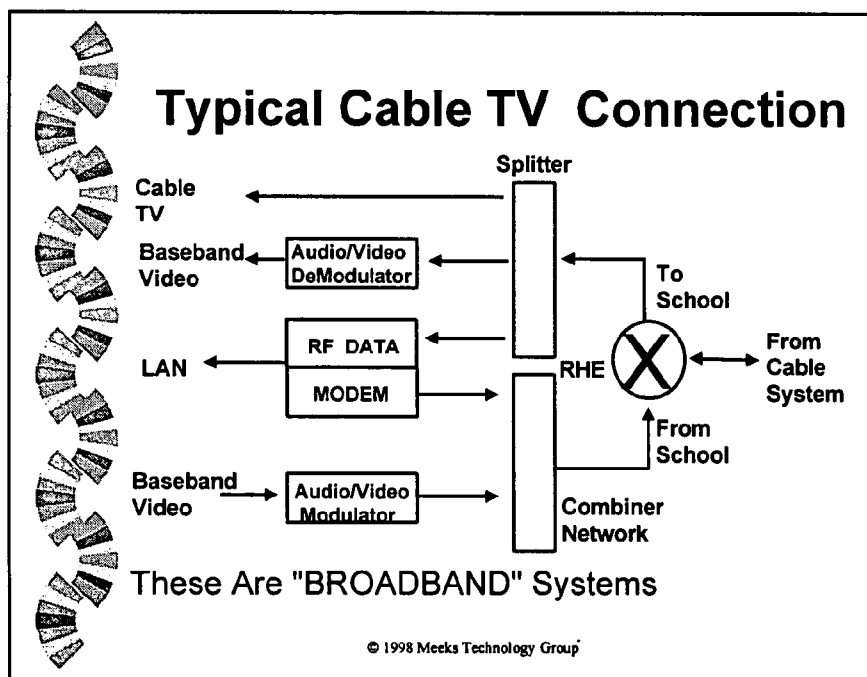 Typical Cable TV Connection
Splitter
Cable
TV
Baseband
Video
Audio/Video
DeModulator
To
School
LAN
RF DATA
MODEM
RHE
X
From
Cable
System
From
School
Baseband
Video
Audio/Video
Modulator
Combiner
Network
These Are "BROADBAND" Systems
© 1998 Meeks Technology Group